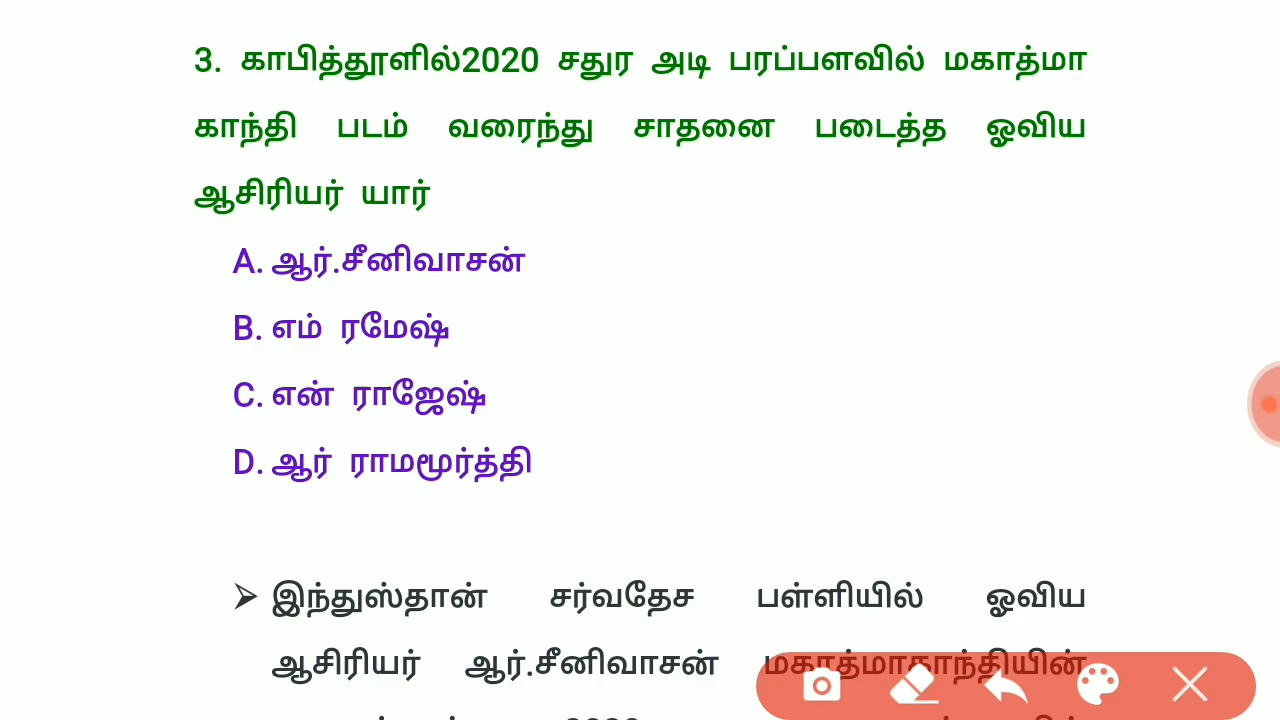 3. காபித்தூளில்2020 சதுர அடி பரப்பளவில் மகாத்மா
காந்தி படம் வரைந்து சாதனை படைத்த ஓவிய
ஆசிரியர் யார்
A. ஆர்.சீனிவாசன்
B. எம் ரமேஷ்
C. என் ராஜேஷ்
D. ஆர் ராமமூர்த்தி
➢ இந்துஸ்தான் சர்வதேச பள்ளியில் ஓவிய
ஆசிரியர் ஆர்.சீனிவாசன் மகாத்மாகாந்தியின்